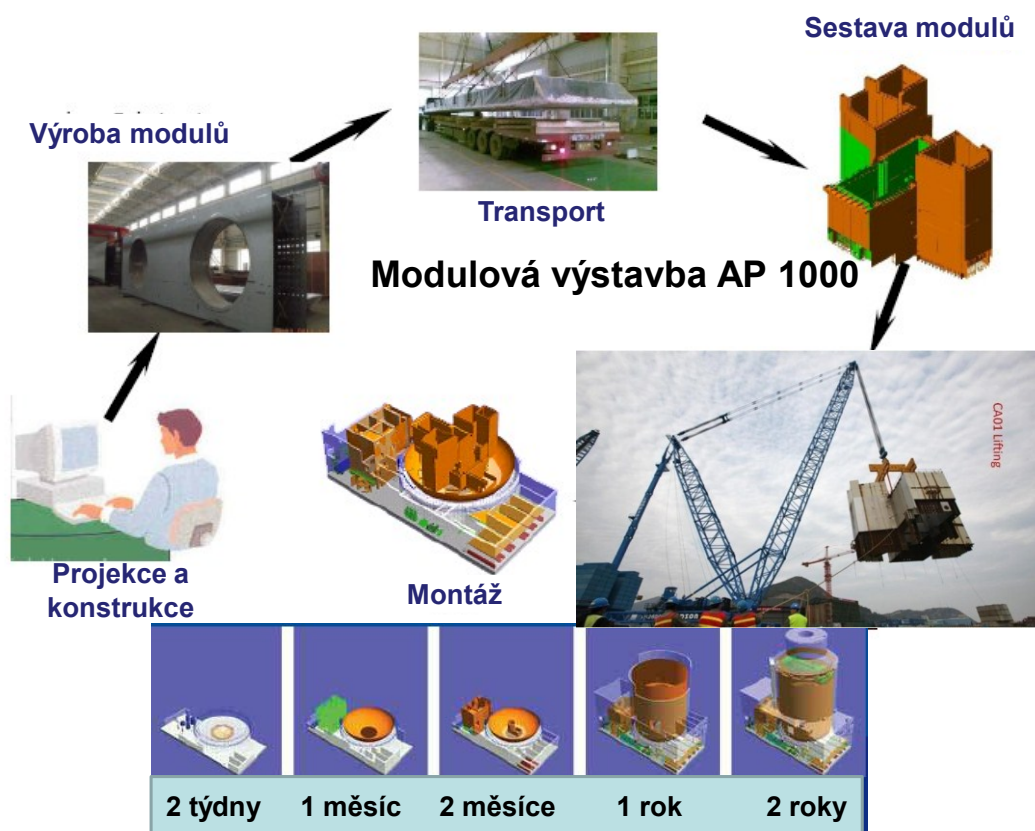 Sestava modulů
Výroba modulů
Transport
Modulová výstavba AP 1000
CA01 Lifting
Projekce a
konstrukce
Montáž
2 týdny
1 měsíc
2 měsíce
1 rok
2 roky